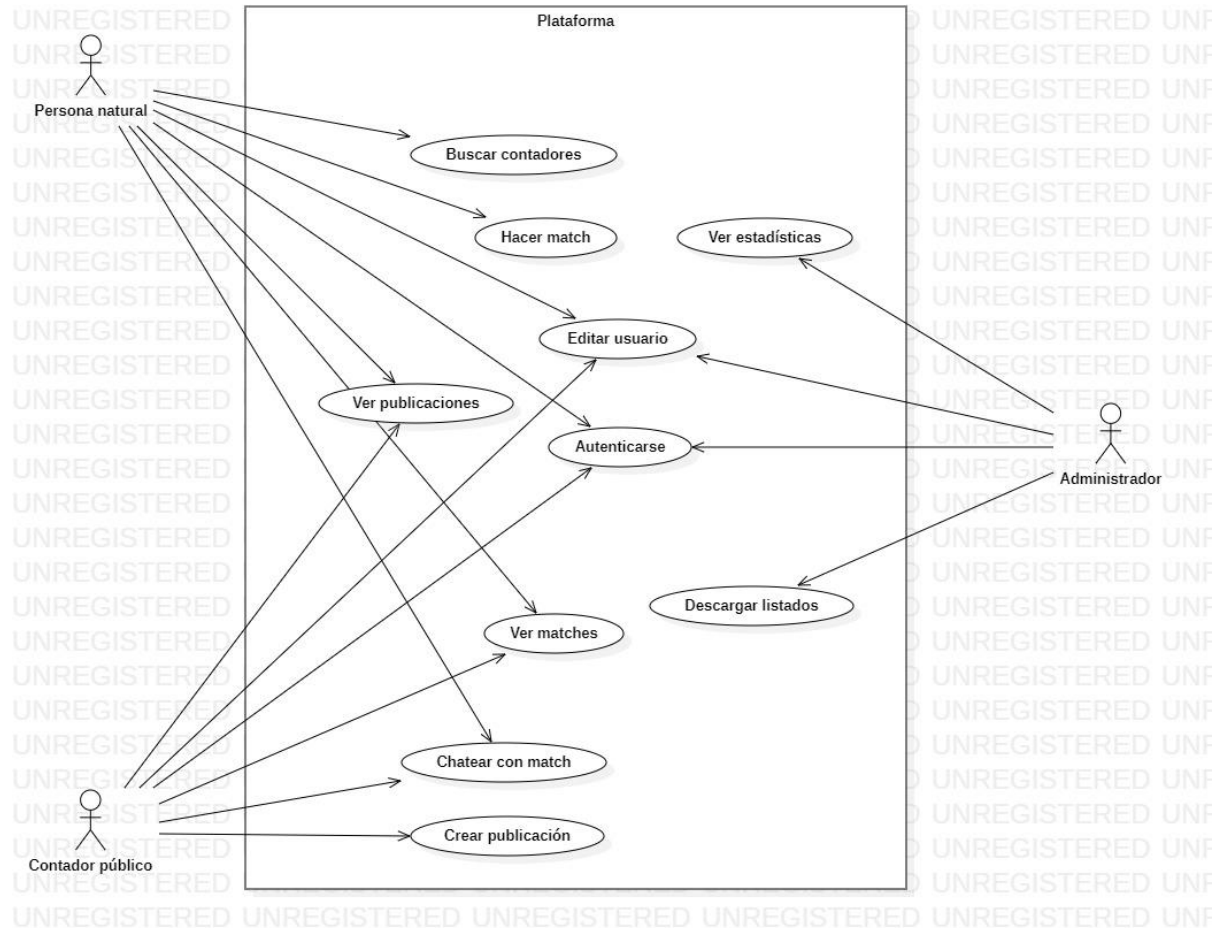 Plataforma
Persona natural
Buscar contadores
Hacer match
Ver estadísticas
Editar usuario
Ver publicaciones
Autenticarse
Administrador
Descargar listados
Ver matches
Chatear con match
Crear publicación
Contador público
UNREGISTERED